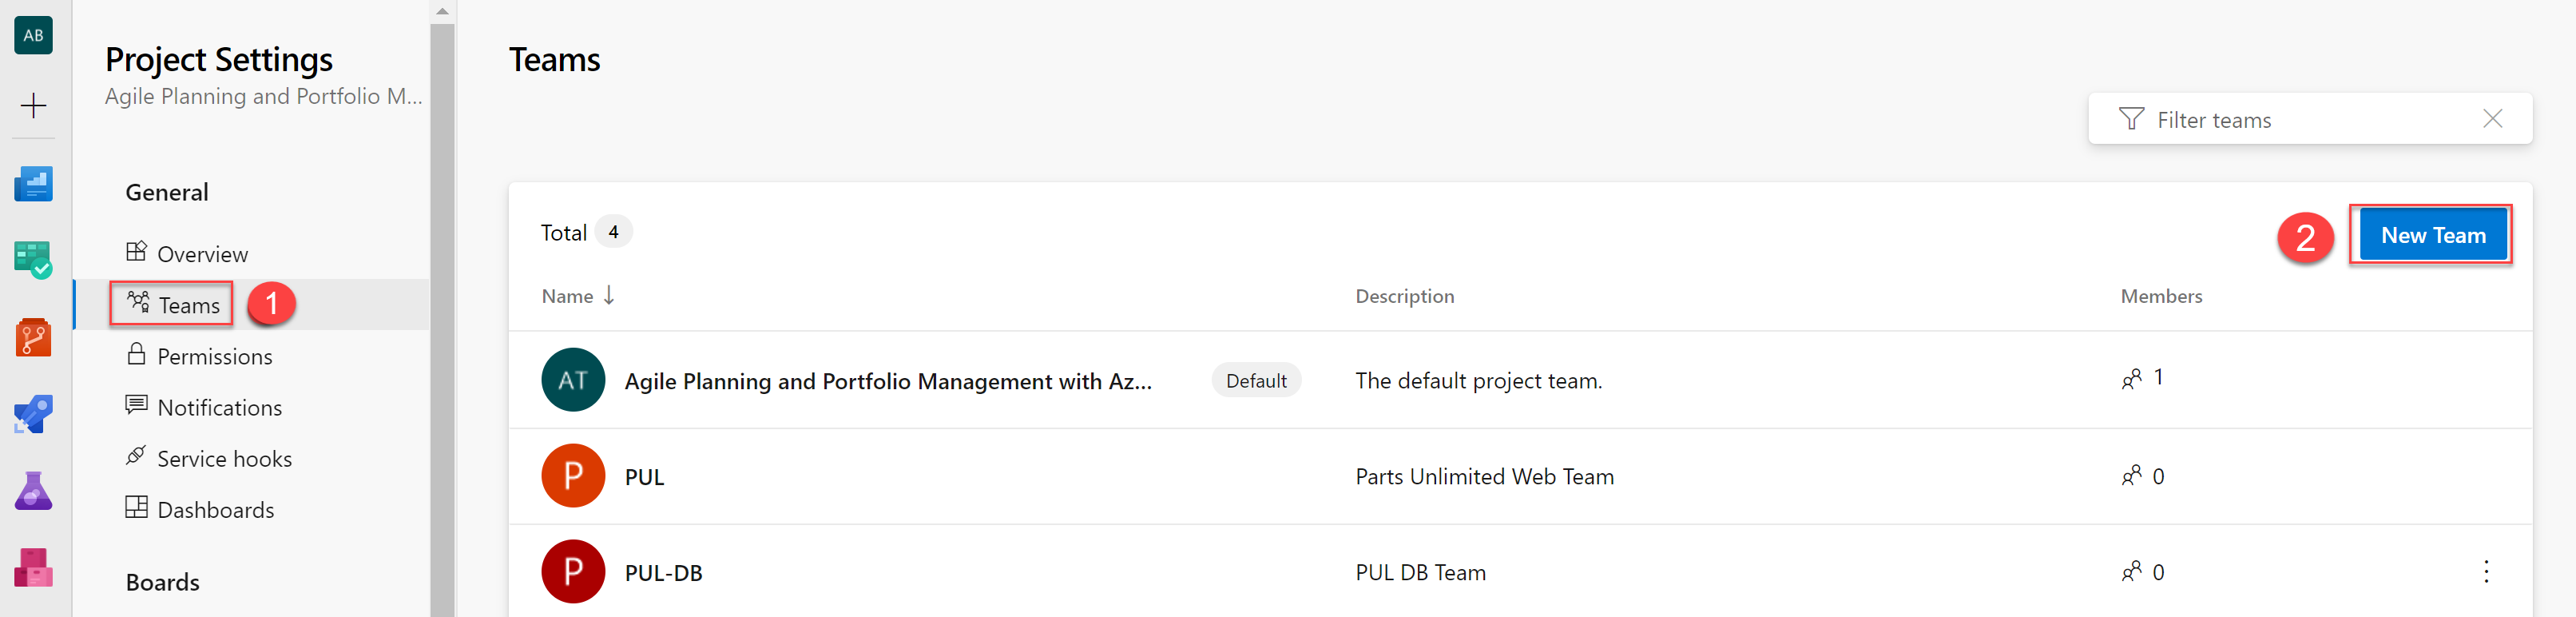 AB
Project Settings
Agile Planning and Portfolio M...
General
Overview
Teams
1
Permissions
Notifications
Service hooks
Dashboards
Boards
Teams
Filter teams
Total 4
2
New Team
Name ↓ Description Members
AT Agile Planning and Portfolio Management with Az... Default The default project team. 1
P PUL Parts Unlimited Web Team 0
P PUL-DB PUL DB Team 0